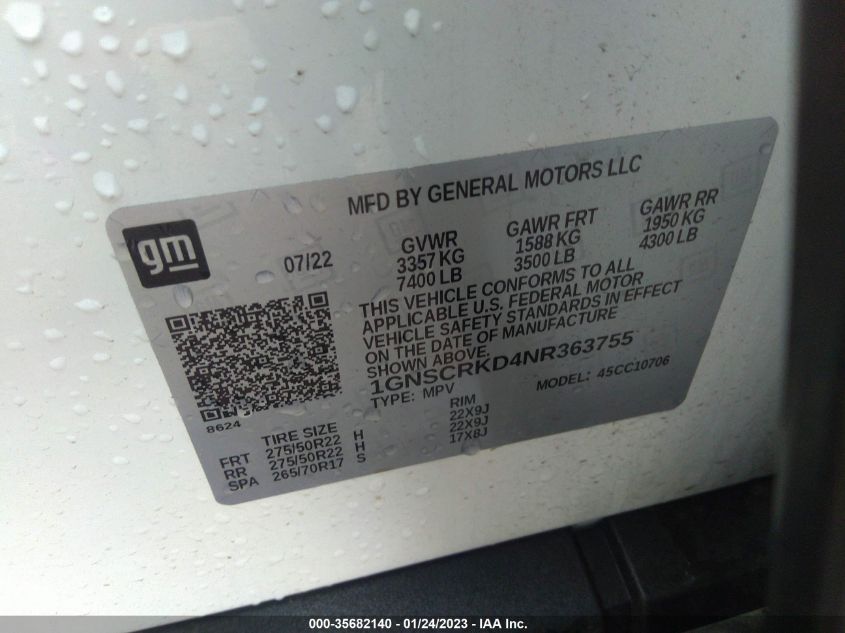 MFD BY GENERAL MOTORS LLC
gm
07/22
GVWR
3357 KG
7400 LB
GAWR FRT
1588 KG
3500 LB
GAWR RR
1950 KG
4300 LB
THIS VEHICLE CONFORMS TO ALL
APPLICABLE U.S. FEDERAL MOTOR
VEHICLE SAFETY STANDARDS IN EFFECT
ON THE DATE OF MANUFACTURE
SHOWN ABOVE.
1GNSCRKD4NR363755
TYPE: MPV
MODEL: 45CC10706
8624
TIRE SIZE RIM
FRT 275/50R22 H 22X9J
RR 275/50R22 H 22X9J
SPA 265/70R17 S 17X8J
000-35682140 - 01/24/2023 - IAA Inc.